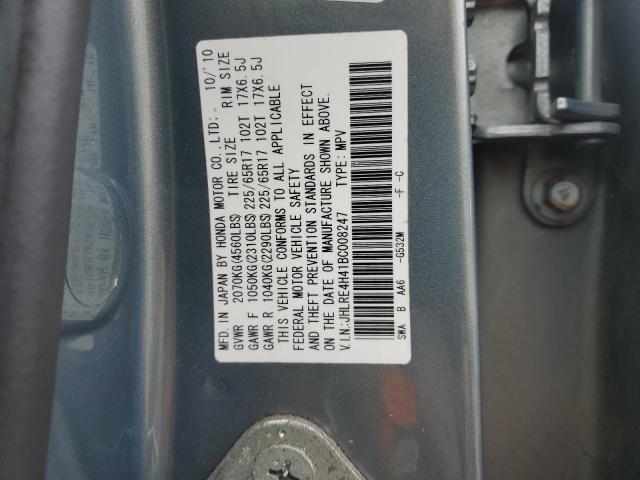 MFD. IN JAPAN BY HONDA MOTOR CO.,LTD: 10/'10
GVWR 2070KG(4560LBS) TIRE SIZE RIM SIZE
GAWR F 1050KG(2310LBS) 225/65R17 102T 17X6.5J
GAWR R 1040KG(2290LBS) 225/65R17 102T 17X6.5J
THIS VEHICLE CONFORMS TO ALL APPLICABLE
FEDERAL MOTOR VEHICLE SAFETY
AND THEFT PREVENTION STANDARDS IN EFFECT
ON THE DATE OF MANUFACTURE SHOWN ABOVE.
V.I.N.:JHLRE4H41BC008247 TYPE: MPV
SWA B AA6 -G532M -F -C